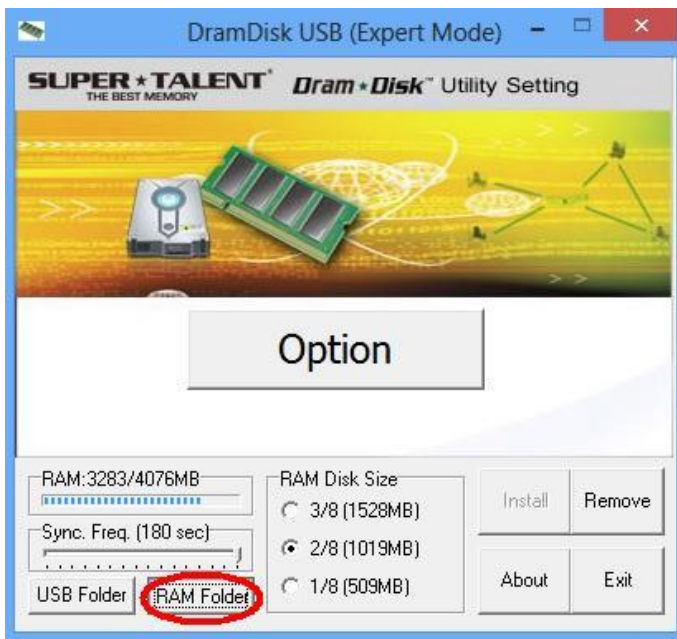 DramDisk USB (Expert Mode)
SUPER★TALENT Dram★Disk™ Utility Setting
THE BEST MEMORY
Option
RAM:3283/4076MB
Sync. Freq. (180 sec)
USB Folder RAM Folder
RAM Disk Size
3/8 (1528MB)
2/8 (1019MB)
1/8 (509MB)
Install Remove
About Exit